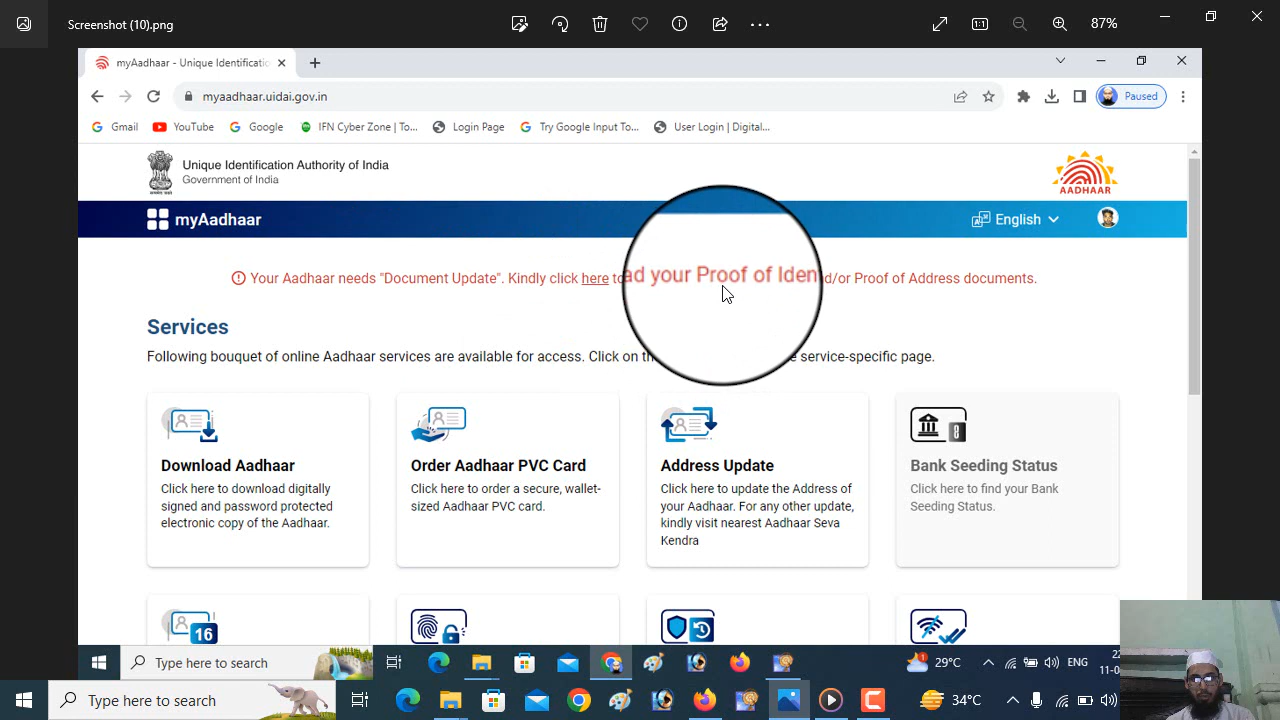 Screenshot (10).png
87%
myAadhaar - Unique Identificatio
myaadhaar.uidai.gov.in
Paused
Gmail
YouTube
Google
IFN Cyber Zone | To...
Login Page
Try Google Input To...
User Login | Digital...
Unique Identification Authority of India
Government of India
AADHAAR
myAadhaar
English
Your Aadhaar needs "Document Update". Kindly click here to ad your Proof of Iden d/or Proof of Address documents.
Services
Following bouquet of online Aadhaar services are available for access. Click on th service-specific page.
Download Aadhaar
Click here to download digitally
signed and password protected
electronic copy of the Aadhaar.
Order Aadhaar PVC Card
Click here to order a secure, wallet-
sized Aadhaar PVC card.
Address Update
Click here to update the Address of
your Aadhaar. For any other update,
kindly visit nearest Aadhaar Seva
Kendra
Bank Seeding Status
Click here to find your Bank
Seeding Status.
16
Type here to search
29°C
ENG
11-0
Type here to search
34°C